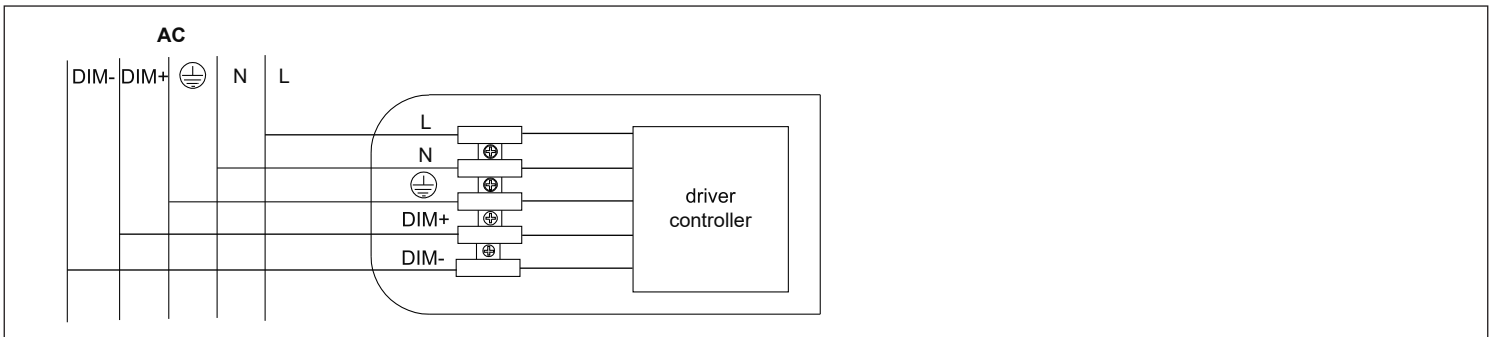 AC
DIM- DIM+ N L
L
N
DIM+
DIM-
driver
controller